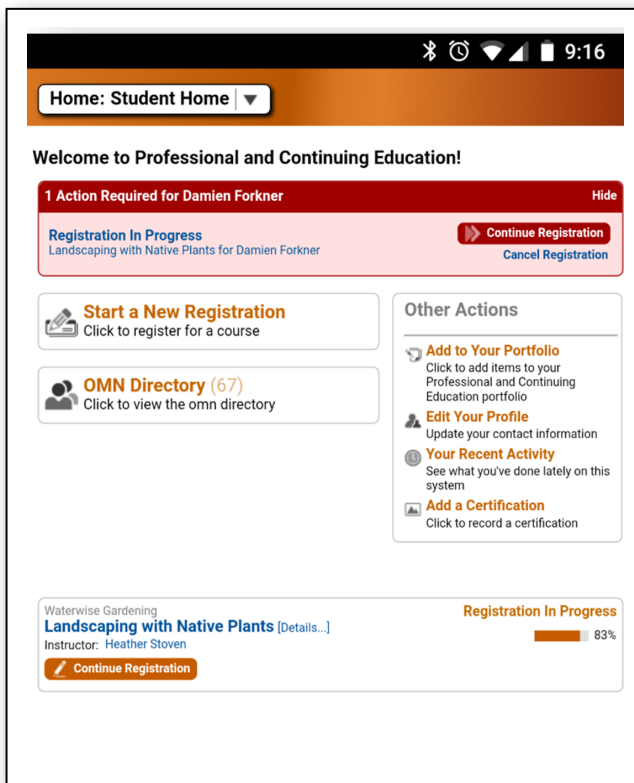 9:16
Home: Student Home
Welcome to Professional and Continuing Education!
1 Action Required for Damien Forkner
Hide
Registration In Progress
Landscaping with Native Plants for Damien Forkner
Continue Registration
Cancel Registration
Start a New Registration
Click to register for a course
OMN Directory (67)
Click to view the omn directory
Other Actions
Add to Your Portfolio
Click to add items to your
Professional and Continuing
Education portfolio
Edit Your Profile
Update your contact information
Your Recent Activity
See what you've done lately on this
system
Add a Certification
Click to record a certification
Waterwise Gardening
Landscaping with Native Plants [Details...]
Instructor: Heather Stoven
Continue Registration
Registration In Progress
83%